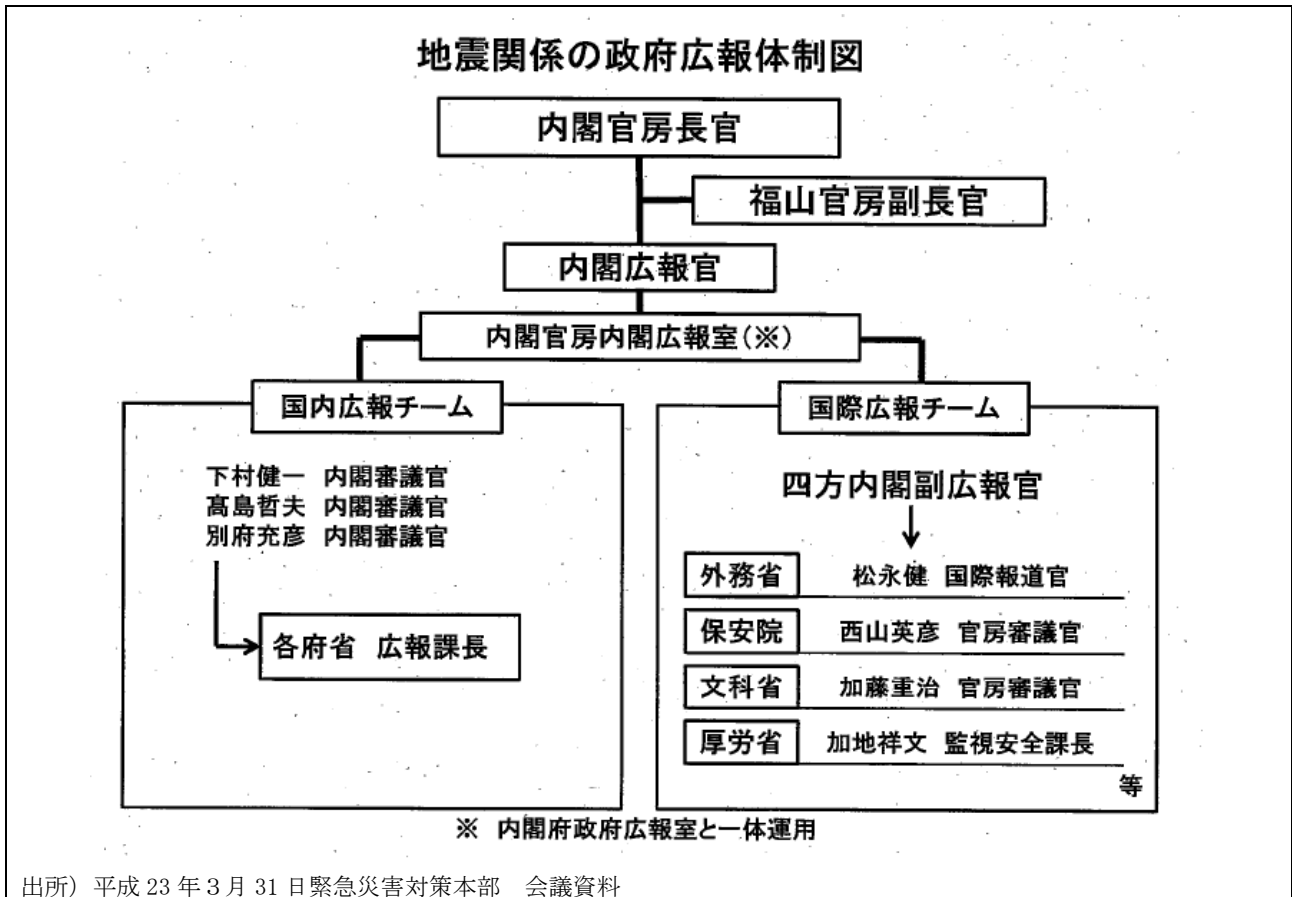 地震関係の政府広報体制図
内閣官房長官
福山官房副長官
内閣広報官
内閣官房内閣広報室(※)
国内広報チーム
下村健一 内閣審議官
髙島哲夫 内閣審議官
別府充彦 内閣審議官
各府省 広報課長
国際広報チーム
四方内閣副広報官
外務省 松永健 国際報道官
保安院 西山英彦 官房審議官
文科省 加藤重治 官房審議官
厚労省 加地祥文 監視安全課長
等
※ 内閣府政府広報室と一体運用
出所）平成 23 年３月 31 日緊急災害対策本部 会議資料